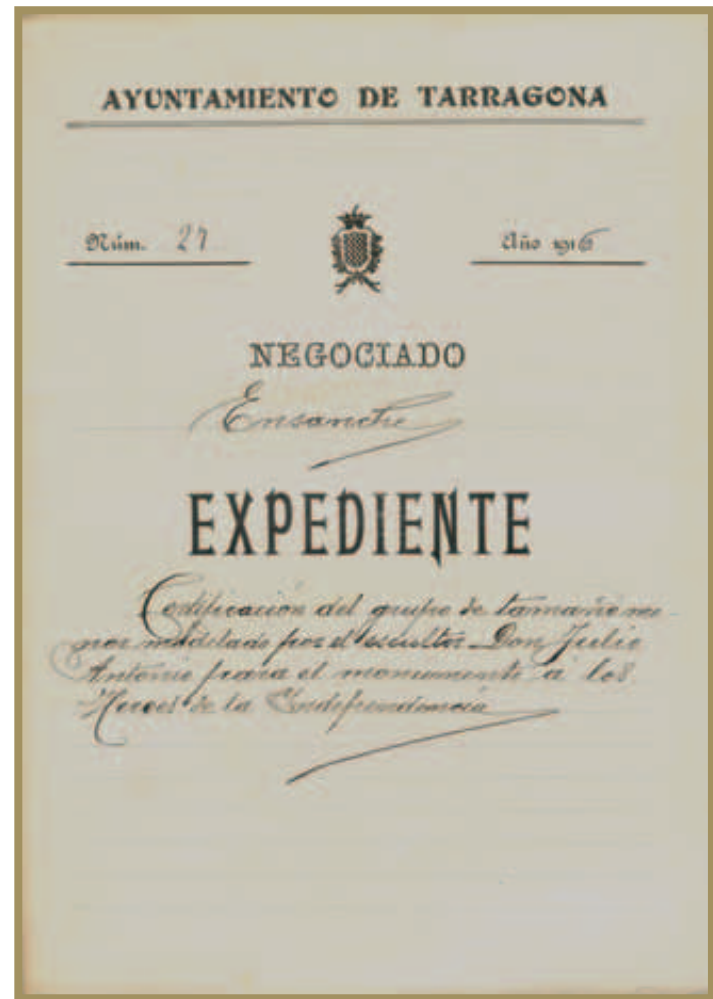 AYUNTAMIENTO DE TARRAGONA
Núm. 27
Año 1916
NEGOCIADO
Ensanche
EXPEDIENTE
del grupo de tamaño me-
nor modelado por el escultor Don Julio
Antonio para el monumento a los
Heroes de la Independencia